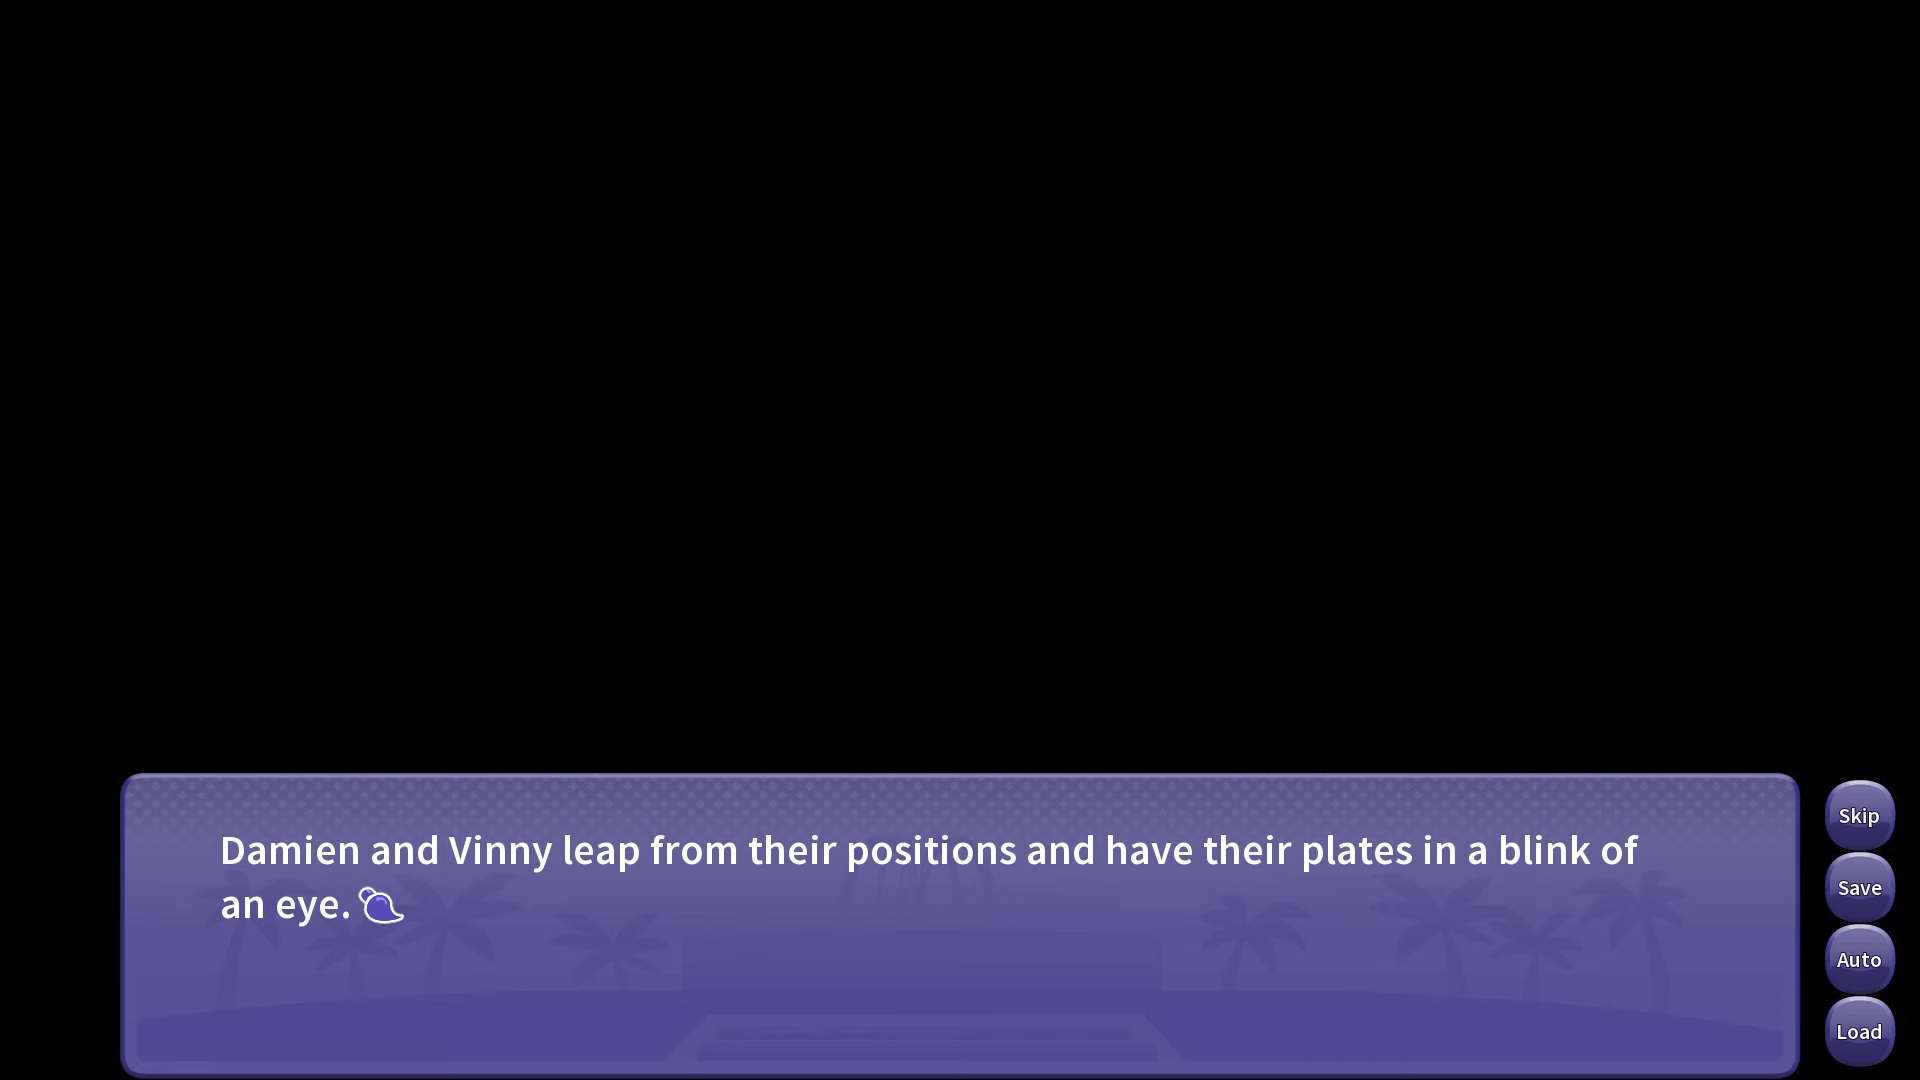 Damien and Vinny leap from their positions and have their plates in a blink of
an eye.
Skip
Save
Auto
Load